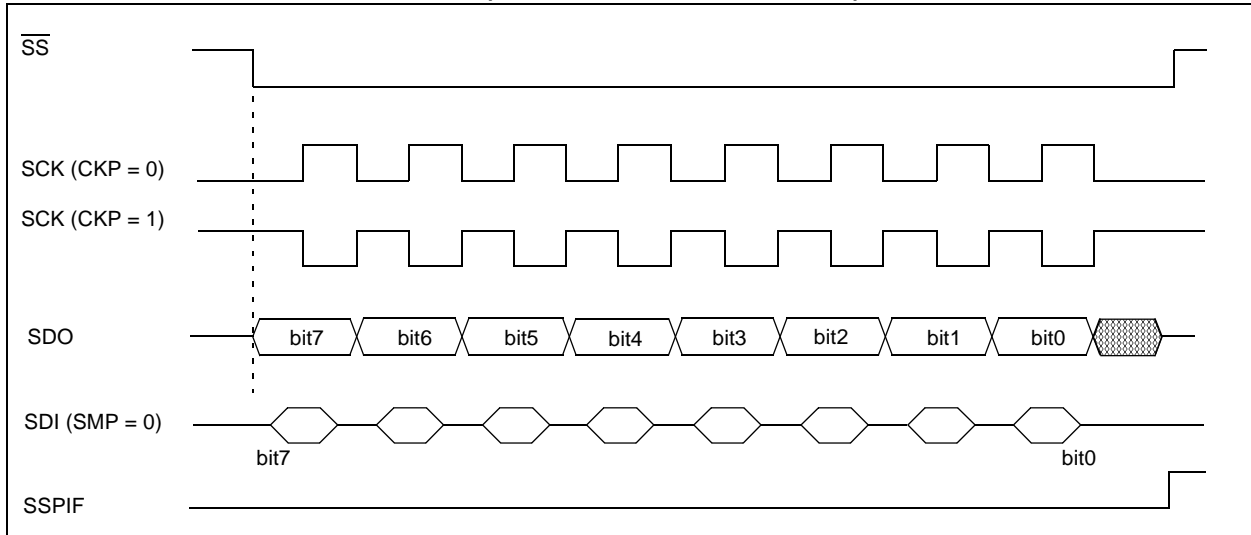 SS
SCK (CKP = 0)
SCK (CKP = 1)
SDO
bit7 bit6 bit5 bit4 bit3 bit2 bit1 bit0
SDI (SMP = 0)
bit7 bit0
SSPIF